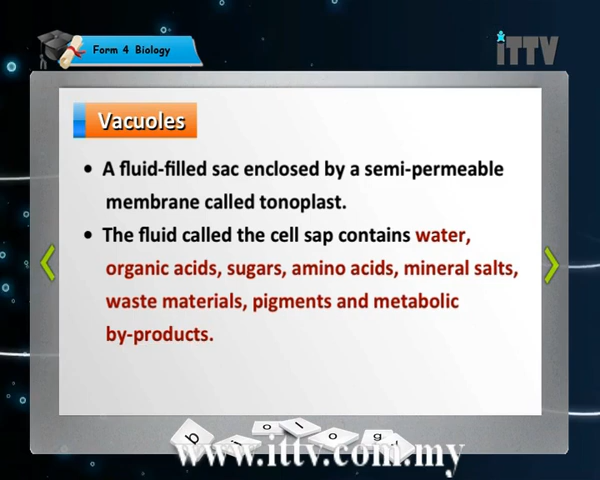 Form 4 Biology
iTTV
Vacuoles
• A fluid-filled sac enclosed by a semi-permeable
membrane called tonoplast.
• The fluid called the cell sap contains water,
organic acids, sugars, amino acids, mineral salts,
waste materials, pigments and metabolic
by-products.
b i o l o g y
www.ittv.com.my